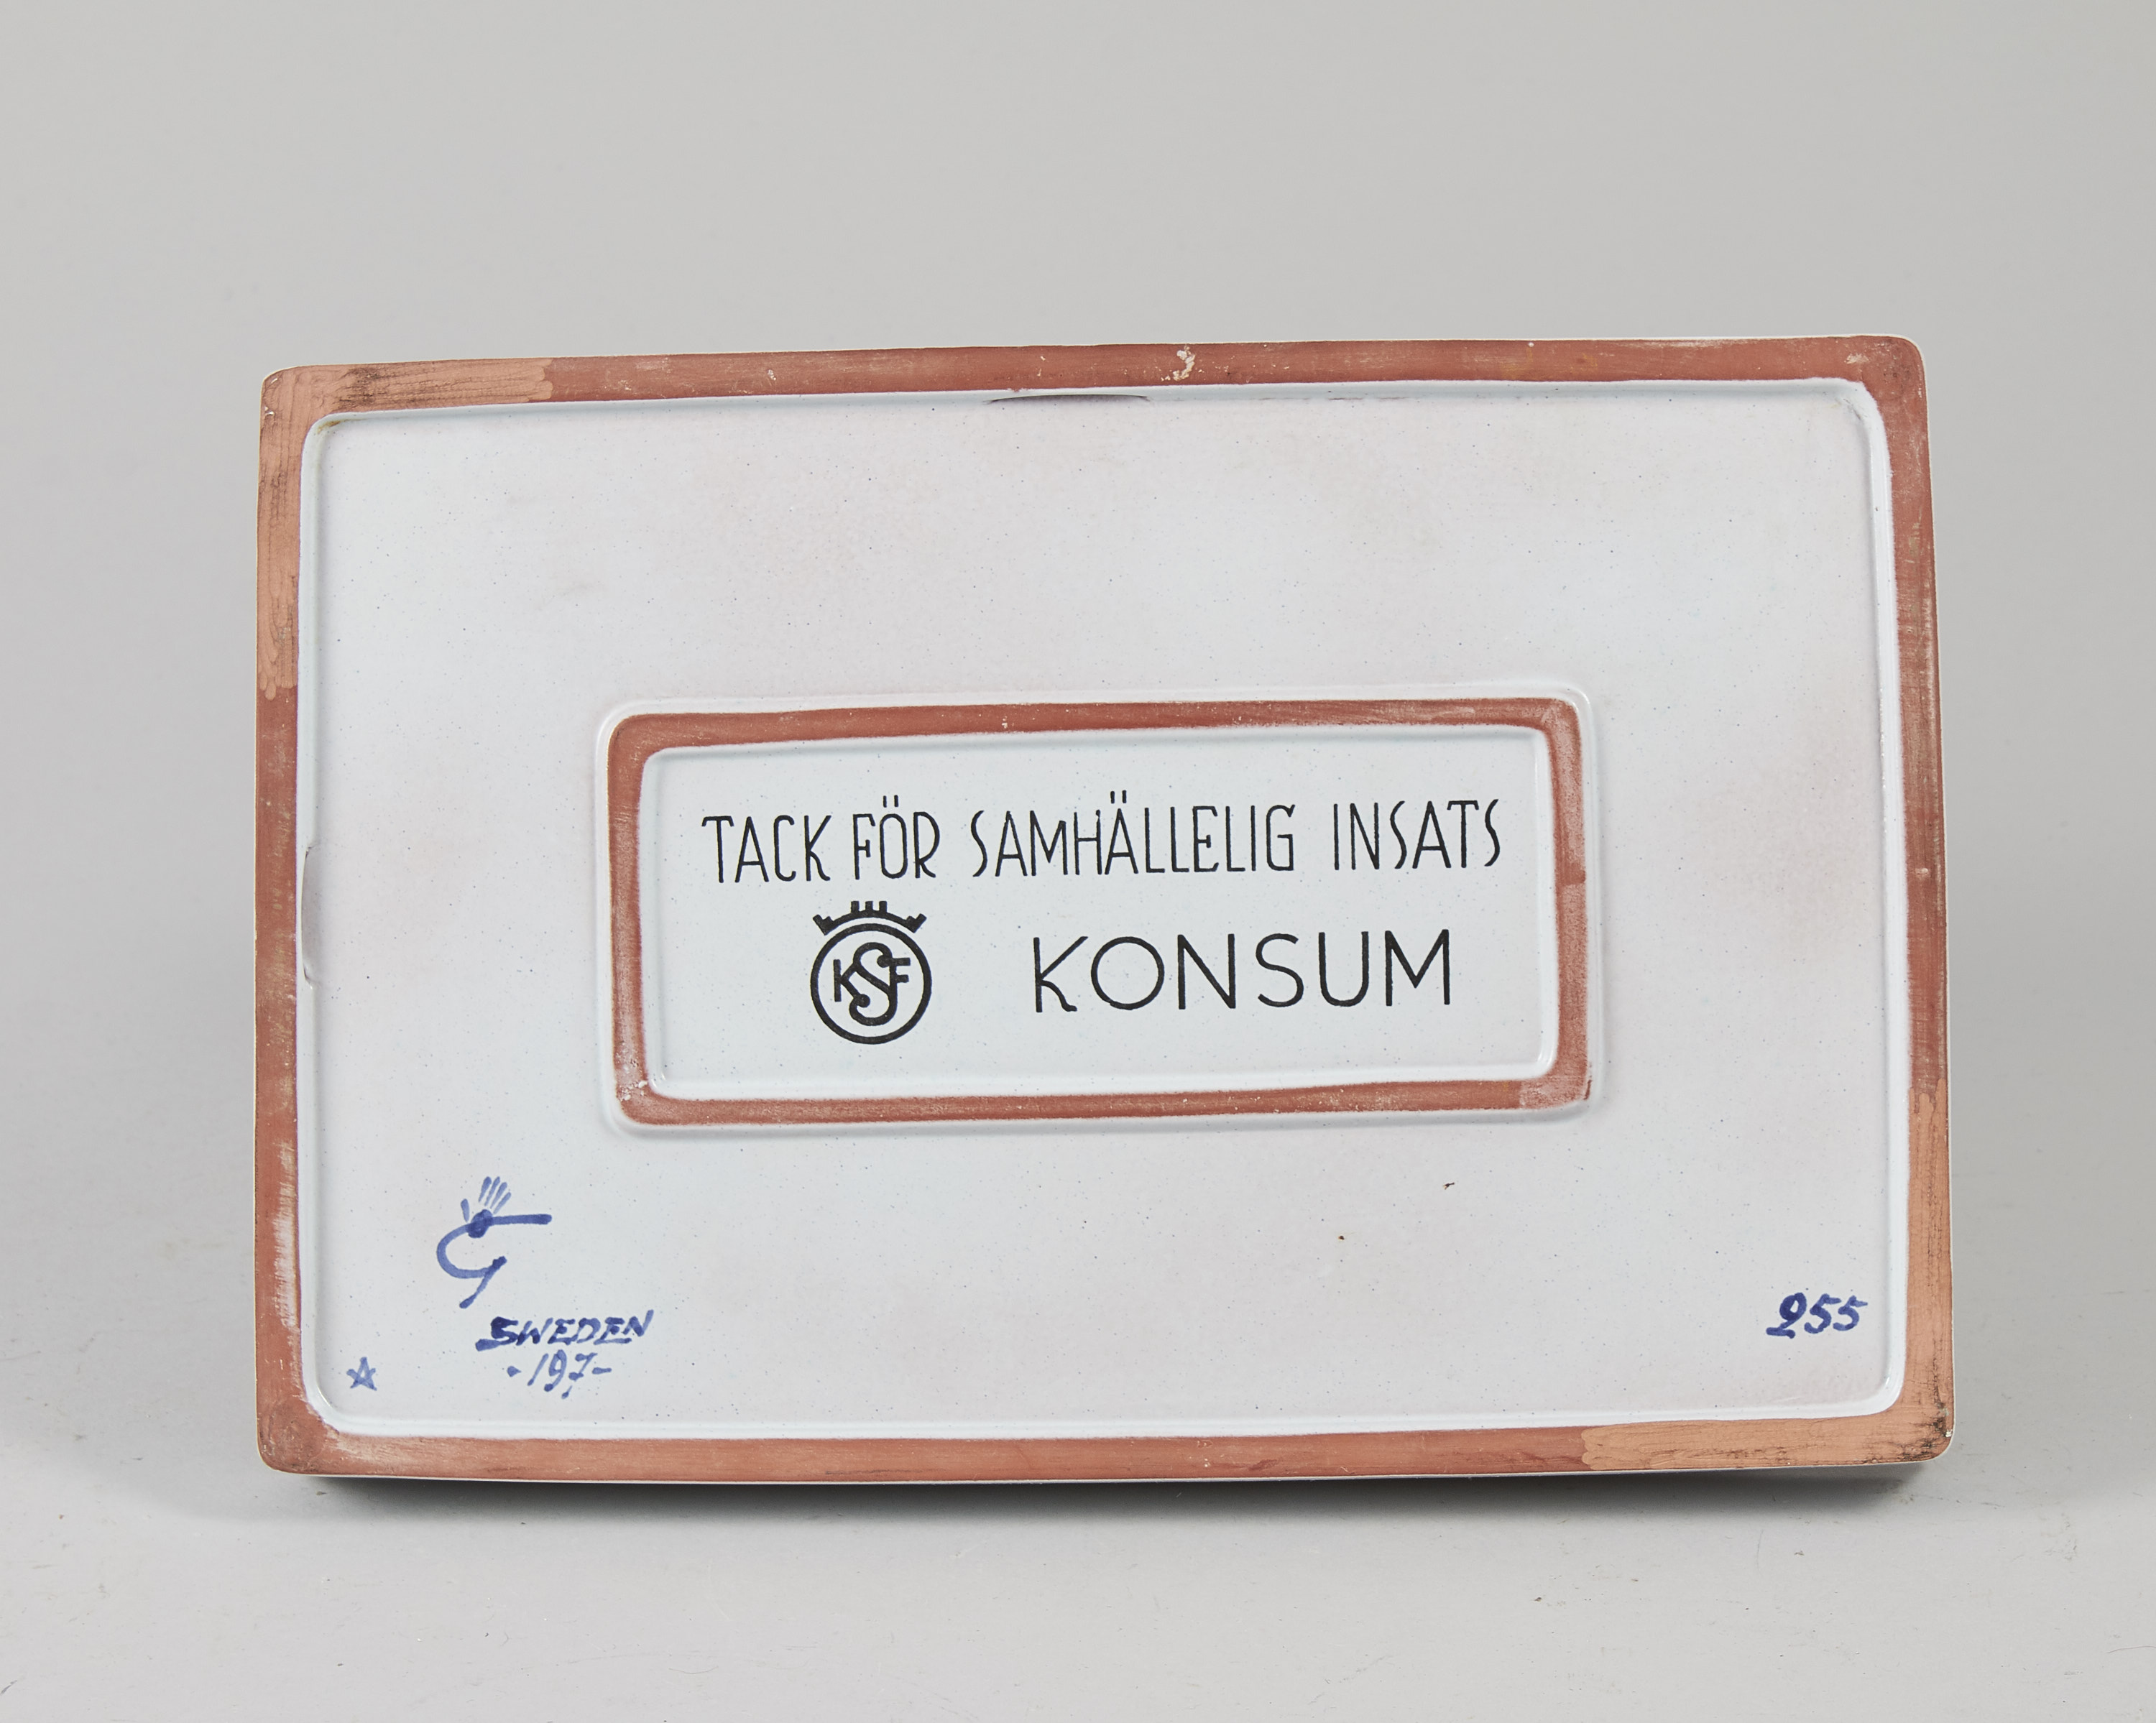 TACK FÖR SAMHÄLLELIG INSATS
KSF KONSUM
SWEDEN
-197-
255